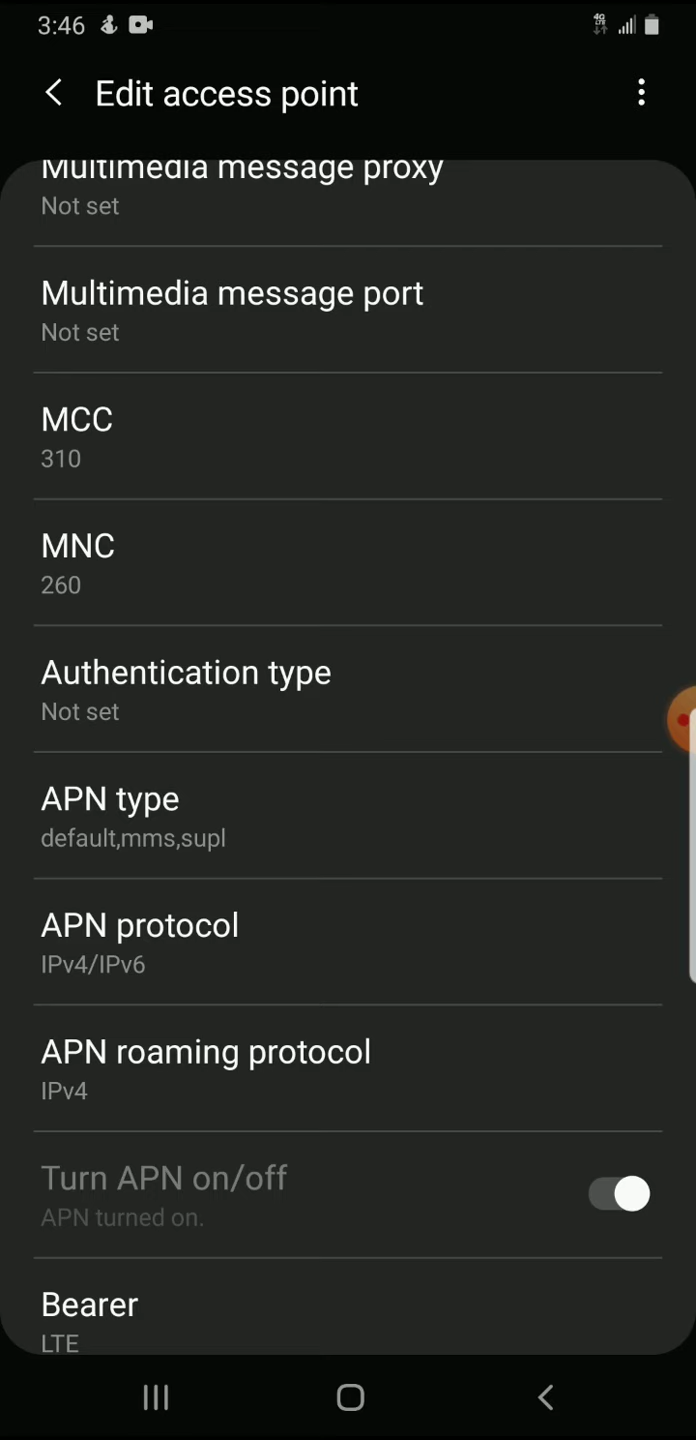 3:46
4G
LTE
Edit access point
Multimedia message proxy
Not set
Multimedia message port
Not set
MCC
310
MNC
260
Authentication type
Not set
APN type
default,mms,supl
APN protocol
IPv4/IPv6
APN roaming protocol
IPv4
Turn APN on/off
APN turned on.
Bearer
LTE